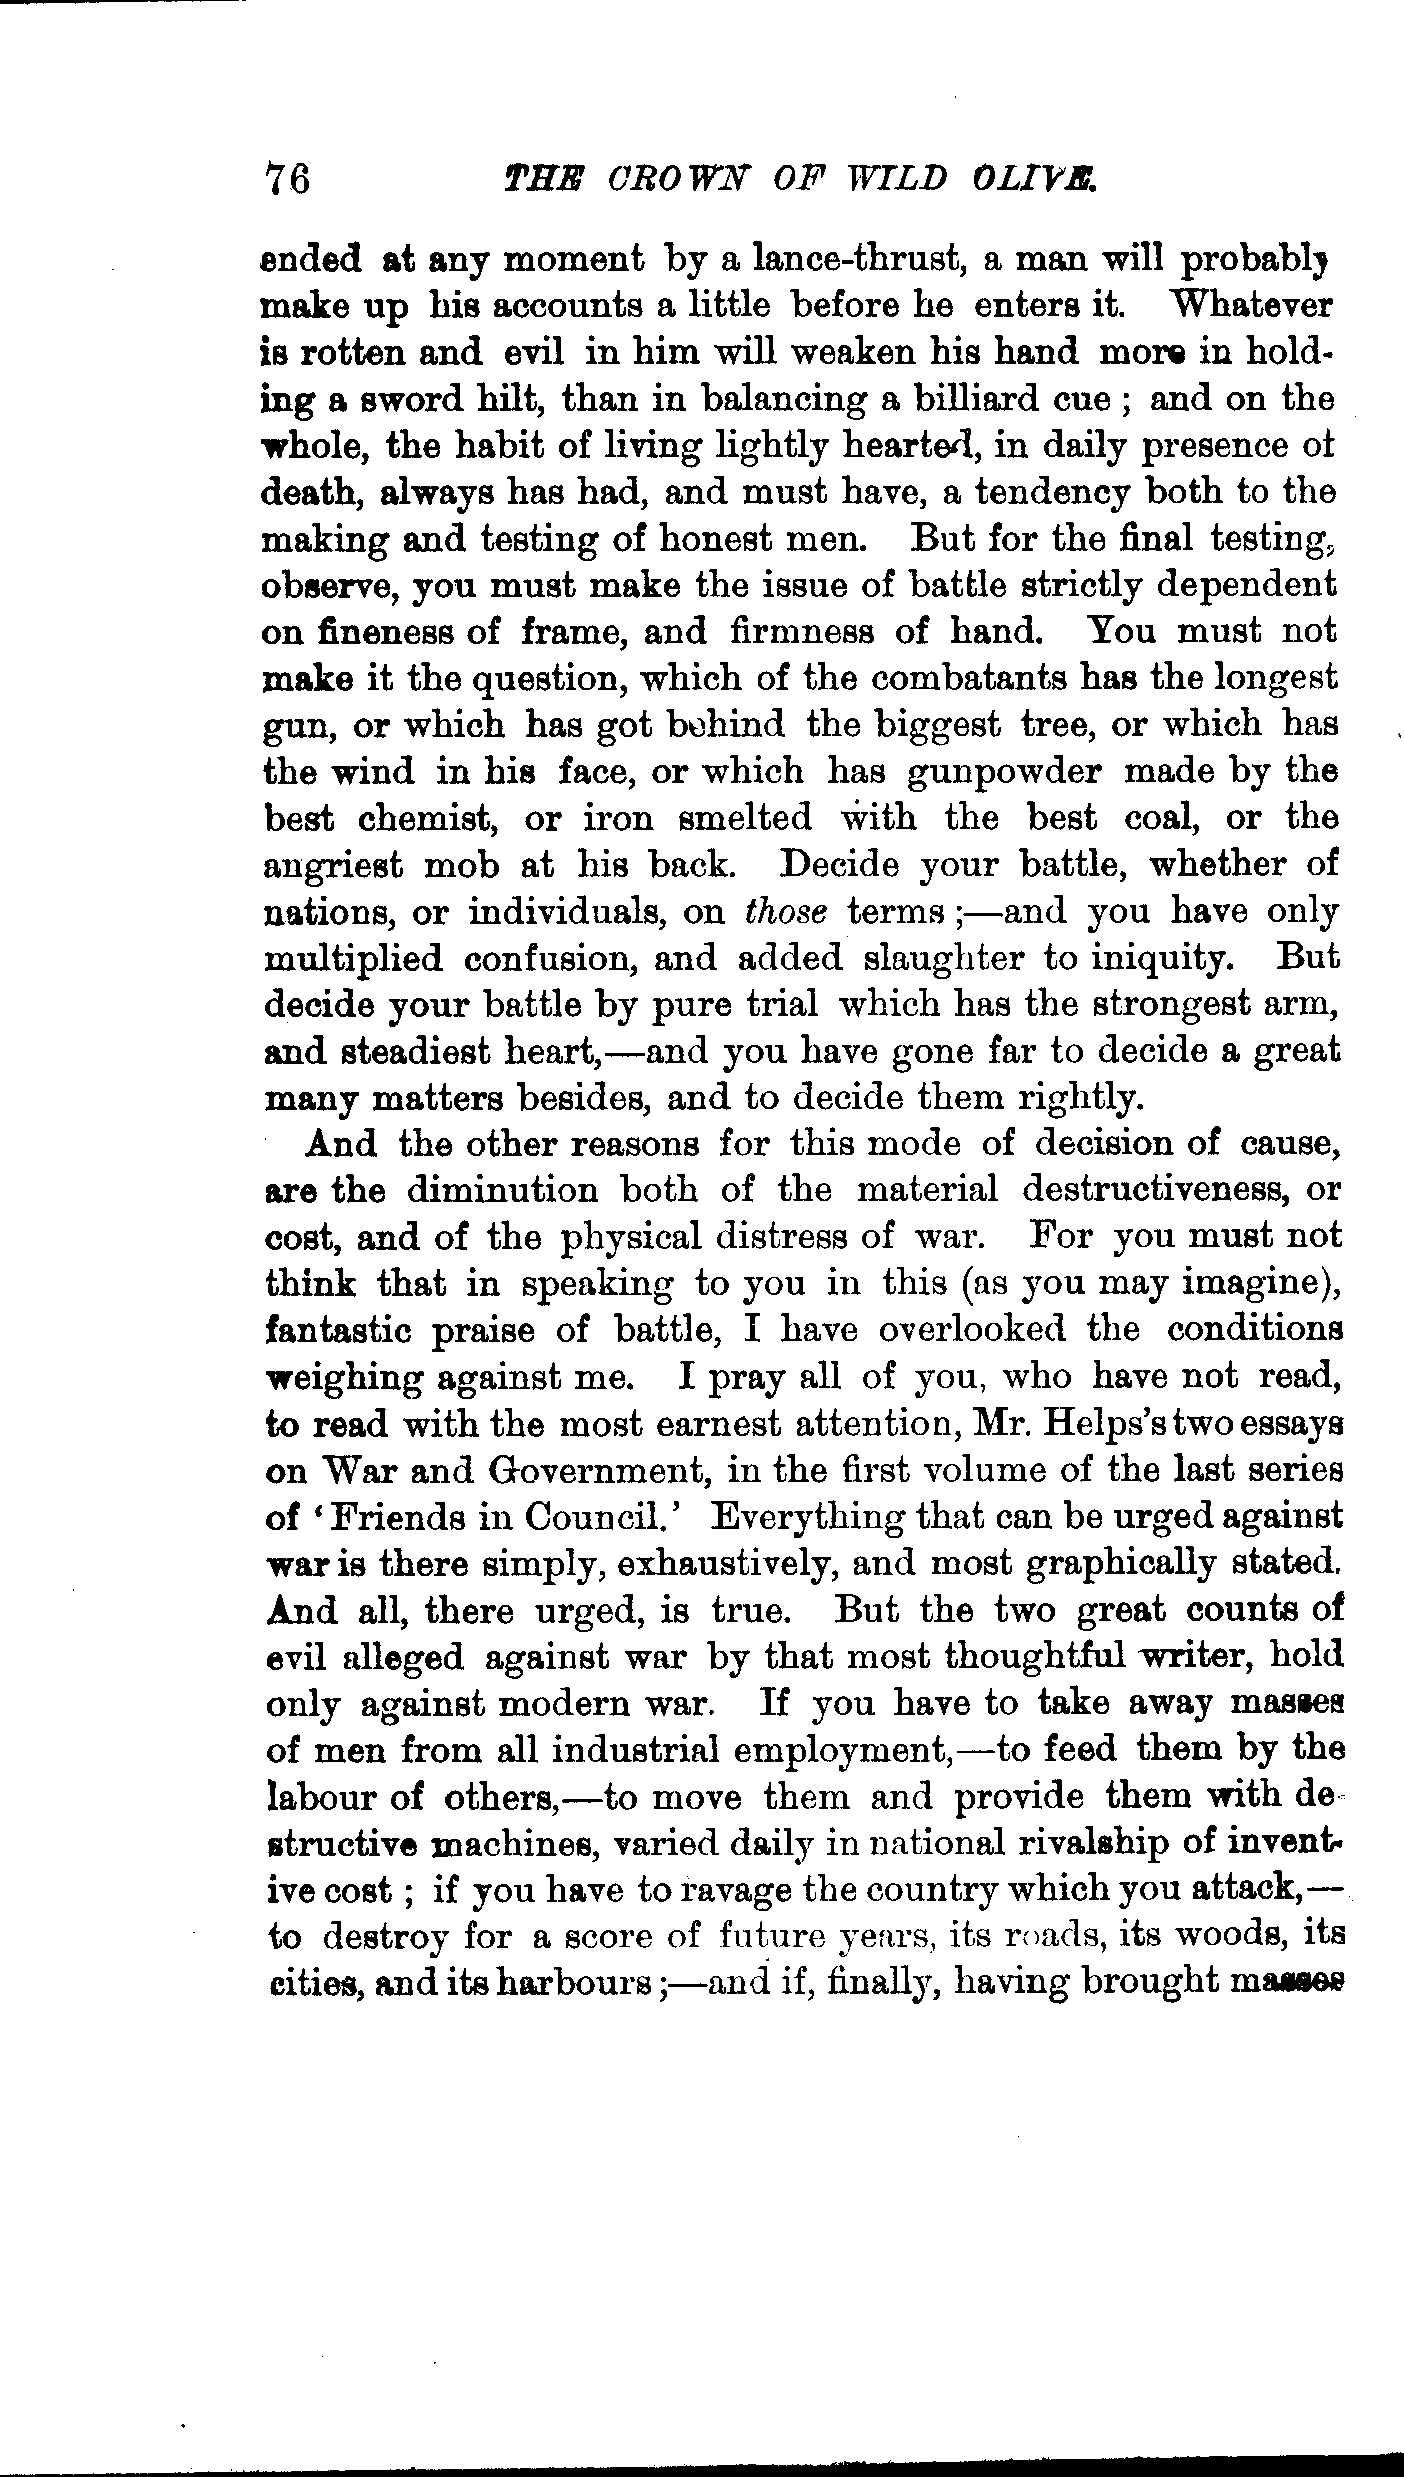 76 THE CROWN OF WILD OLIVE.
ended at any moment by a lance-thrust, a man will probably
make up his accounts a little before he enters it. Whatever
is rotten and evil in him will weaken his hand more in hold-
ing a sword hilt, than in balancing a billiard cue ; and on the
whole, the habit of living lightly hearted, in daily presence of
death, always has had, and must have, a tendency both to the
making and testing of honest men. But for the final testing,
observe, you must make the issue of battle strictly dependent
on fineness of frame, and firmness of hand. You must not
make it the question, which of the combatants has the longest
gun, or which has got behind the biggest tree, or which has
the wind in his face, or which has gunpowder made by the
best chemist, or iron smelted with the best coal, or the
angriest mob at his back. Decide your battle, whether of
nations, or individuals, on those terms ;—and you have only
multiplied confusion, and added slaughter to iniquity. But
decide your battle by pure trial which has the strongest arm,
and steadiest heart,—and you have gone far to decide a great
many matters besides, and to decide them rightly.
And the other reasons for this mode of decision of cause,
are the diminution both of the material destructiveness, or
cost, and of the physical distress of war. For you must not
think that in speaking to you in this (as you may imagine),
fantastic praise of battle, I have overlooked the conditions
weighing against me. I pray all of you, who have not read,
to read with the most earnest attention, Mr. Helps's two essays
on War and Government, in the first volume of the last series
of ‘Friends in Council.’ Everything that can be urged against
war is there simply, exhaustively, and most graphically stated.
And all, there urged, is true. But the two great counts of
evil alleged against war by that most thoughtful writer, hold
only against modern war. If you have to take away masses
of men from all industrial employment,—to feed them by the
labour of others,—to move them and provide them with de-
structive machines, varied daily in national rivalship of invent-
ive cost ; if you have to ravage the country which you attack,—
to destroy for a score of future years, its roads, its woods, its
cities, and its harbours ;—and if, finally, having brought masses